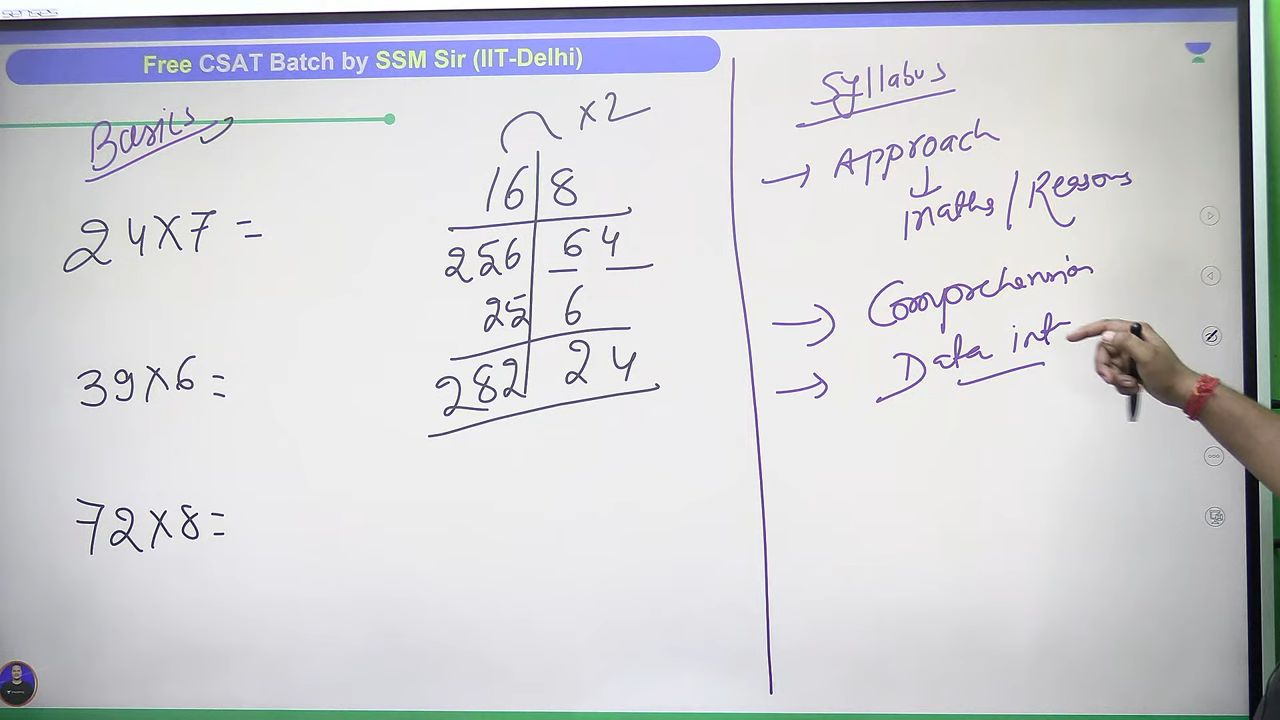 senses
Free CSAT Batch by SSM Sir (IIT-Delhi)
Basics
24x7=
39x6=
72x8=
x2
16|8
256|64
25|6
282|24
Syllabus
→ Approach
↓
maths/Reasons
→ Comprehension
→ Data int